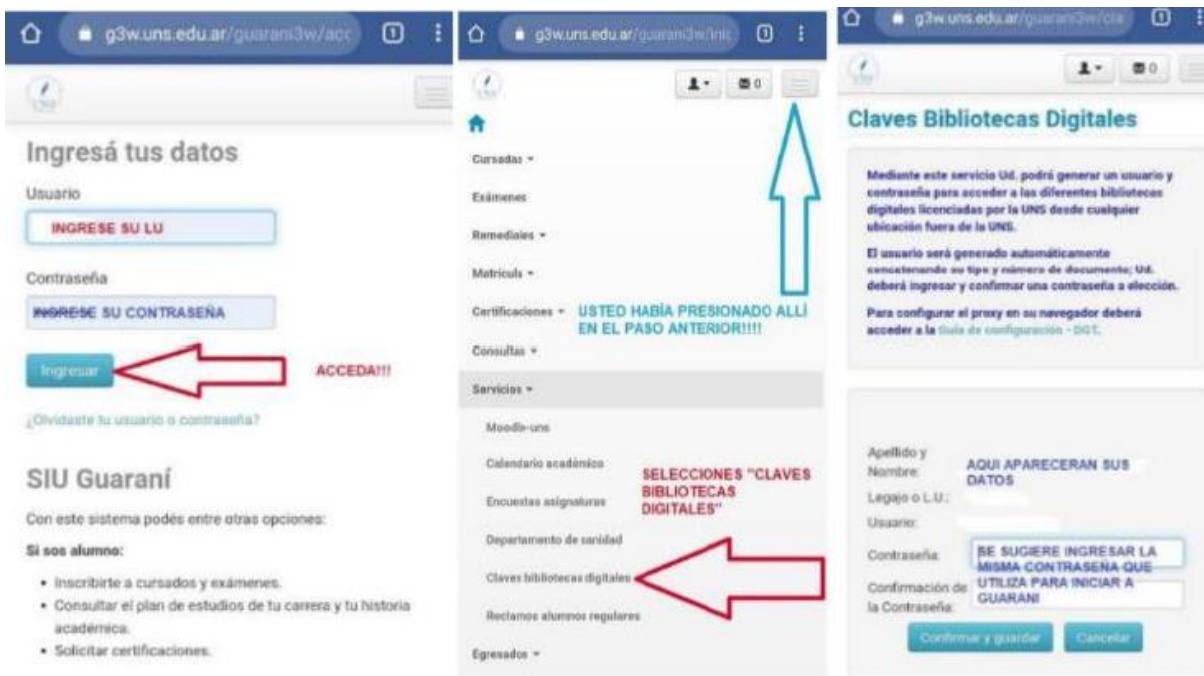 g3w.uns.edu.ar/guarani3w/acc
1
UNS
Ingresá tus datos
Usuario
INGRESE SU LU
Contraseña
INGRESE SU CONTRASEÑA
Ingresar
ACCEDA!!!
¿Olvidaste tu usuario o contraseña?
SIU Guaraní
Con este sistema podés entre otras opciones:
Si sos alumno:
• Inscribirte a cursados y exámenes.
• Consultar el plan de estudios de tu carrera y tu historia
académica.
• Solicitar certificaciones.
g3w.uns.edu.ar/guarani3w/inic
1
0
Cursadas
Exámenes
Remediales
Matrícula
Certificaciones
USTED HABÍA PRESIONADO ALLÍ
EN EL PASO ANTERIOR!!!!
Consultas
Servicios
Moodle-uns
Calendario académico
SELECCIONES "CLAVES
BIBLIOTECAS
DIGITALES"
Encuestas asignaturas
Departamento de sanidad
Claves bibliotecas digitales
Reclamos alumnos regulares
Egresados
g3w.uns.edu.ar/guarani3w/cla
1
0
Claves Bibliotecas Digitales
Mediante este servicio Ud. podrá generar un usuario y
contraseña para acceder a las diferentes bibliotecas
digitales licenciadas por la UNS desde cualquier
ubicación fuera de la UNS.
El usuario será generado automáticamente
concatenando su tipo y número de documento; Ud.
deberá ingresar y confirmar una contraseña a elección.
Para configurar el proxy en su navegador deberá
acceder a la Guía de configuración - DGT.
Apellido y
Nombre:
AQUI APARECERAN SUS
DATOS
Legajo o L.U.:
Usuario:
Contraseña:
SE SUGIERE INGRESAR LA
MISMA CONTRASEÑA QUE
UTILIZA PARA INICIAR A
GUARANI
Confirmación de
la Contraseña:
Confirmar y guardar
Cancelar